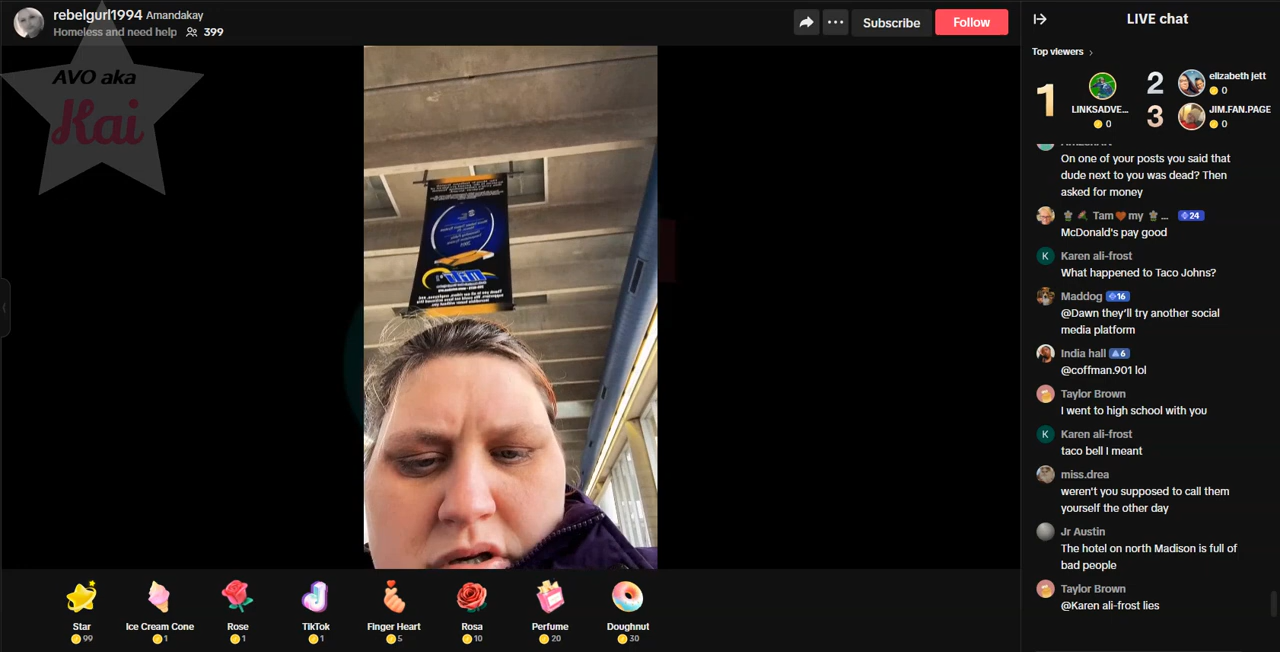 rebelgurl1994 Amandakay
Homeless and need help 399
Subscribe
Follow
AVO aka
Kai
LIVE chat
Top viewers
1
LINKSADVE...
0
2
elizabeth jett
0
3
JIM.FAN.PAGE
0
On one of your posts you said that
dude next to you was dead? Then
asked for money
Tam my ... 24
McDonald's pay good
K Karen ali-frost
What happened to Taco Johns?
Maddog 16
@Dawn they'll try another social
media platform
India hall 6
@coffman.901 lol
Taylor Brown
I went to high school with you
K Karen ali-frost
taco bell I meant
miss.drea
weren't you supposed to call them
yourself the other day
Jr Austin
The hotel on north Madison is full of
bad people
Taylor Brown
@Karen ali-frost lies
Star
99
Ice Cream Cone
1
Rose
1
TikTok
1
Finger Heart
5
Rosa
10
Perfume
20
Doughnut
30